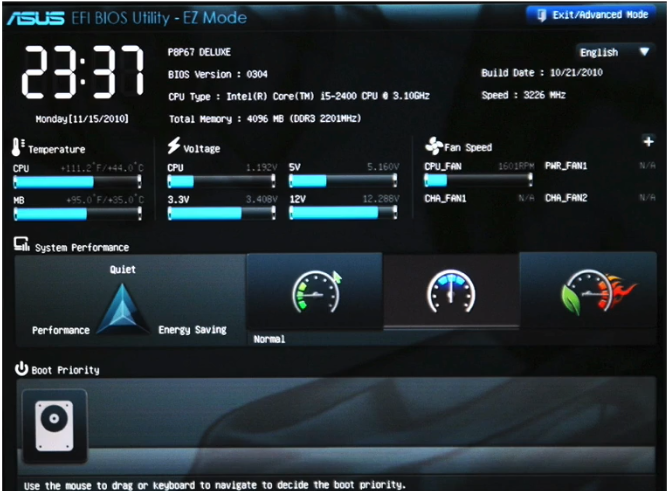 ASUS EFI BIOS Utility - EZ Mode
Exit/Advanced Mode
23:37
Monday[11/15/2010]
P8P67 DELUXE
English
BIOS Version : 0304
Build Date : 10/21/2010
CPU Type : Intel(R) Core(TM) i5-2400 CPU @ 3.10GHz
Speed : 3226 MHz
Total Memory : 4096 MB (DDR3 2201MHz)
Temperature
CPU +111.2°F/+44.0°C
MB +95.0°F/+35.0°C
Voltage
CPU 1.192V 5V 5.160V
3.3V 3.408V 12V 12.288V
Fan Speed
CPU_FAN 1601RPM PWR_FAN1 N/A
CHA_FAN1 N/A CHA_FAN2 N/A
System Performance
Quiet
Performance
Energy Saving
Normal
Boot Priority
Use the mouse to drag or keyboard to navigate to decide the boot priority.